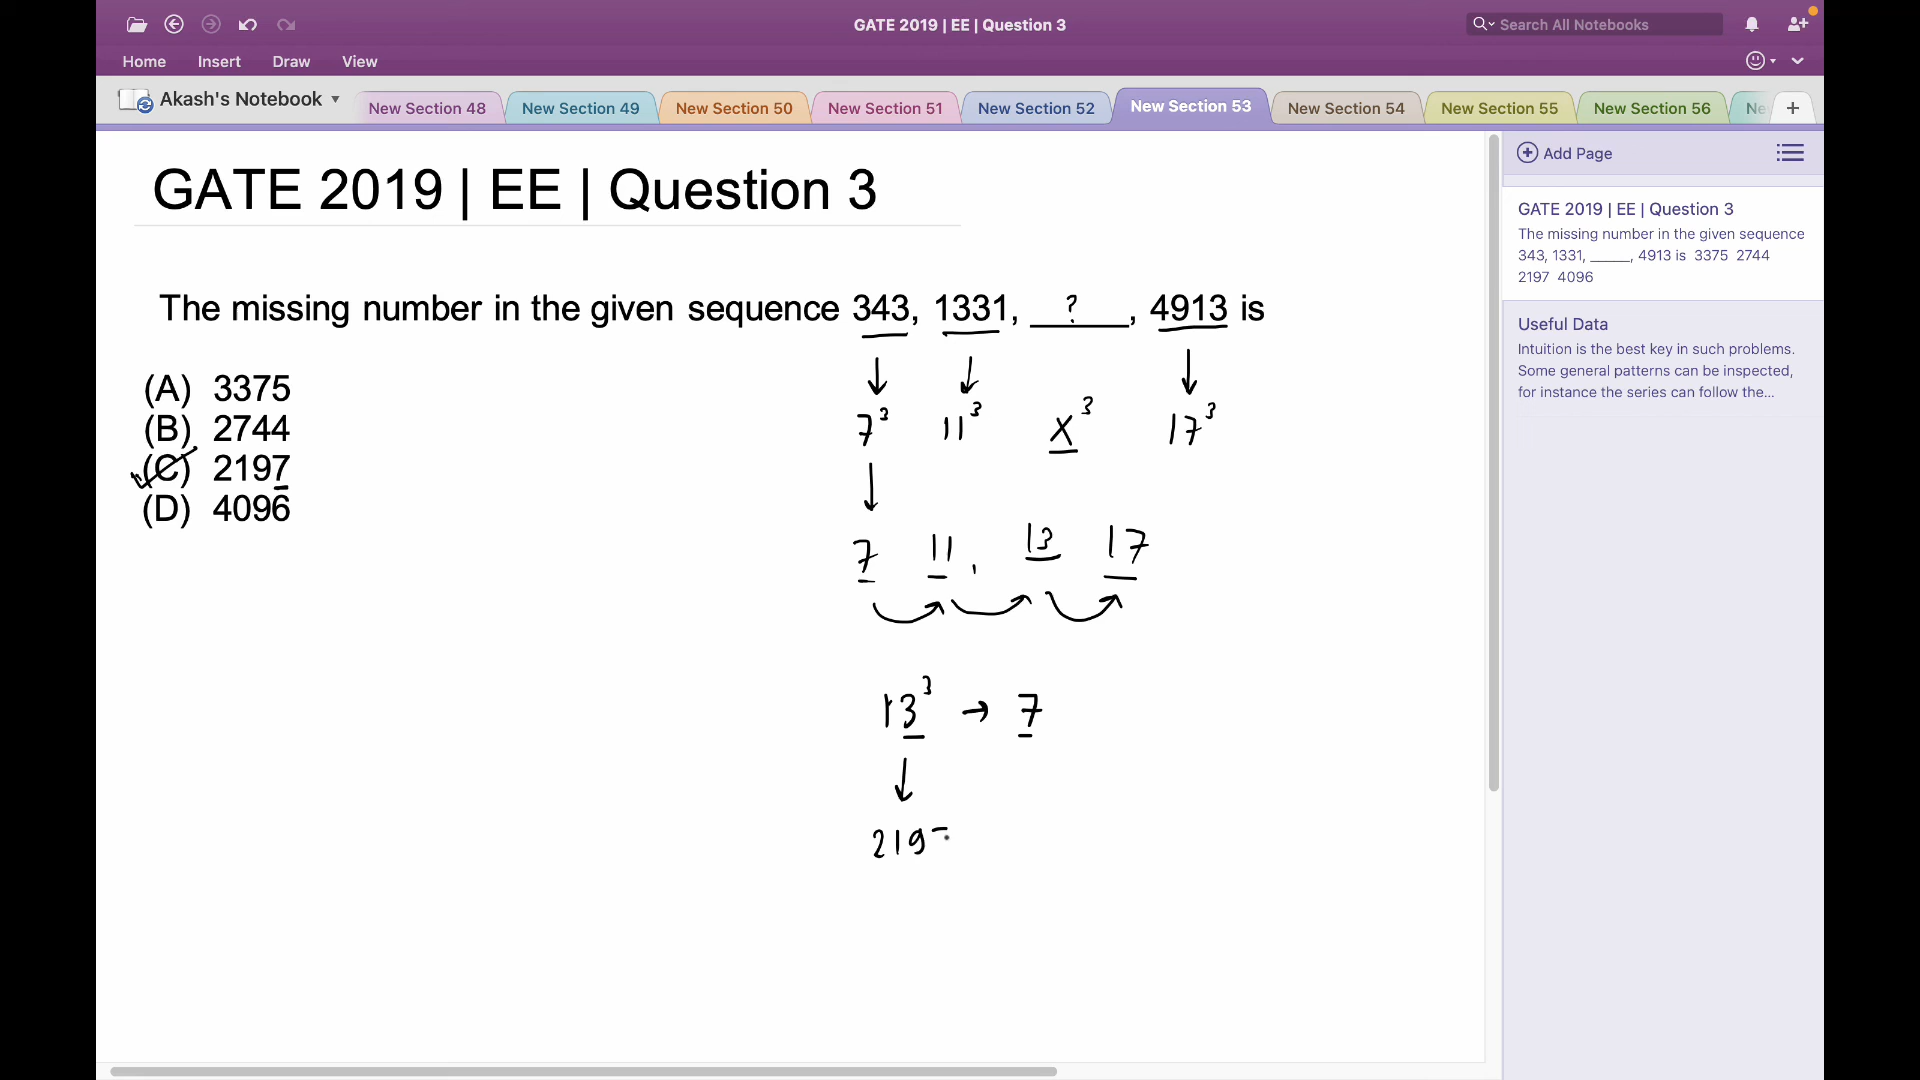 GATE 2019 | EE | Question 3
Search All Notebooks
Home Insert Draw View
Akash's Notebook
New Section 48 New Section 49 New Section 50 New Section 51 New Section 52 New Section 53 New Section 54 New Section 55 New Section 56 Ne +
GATE 2019 | EE | Question 3
The missing number in the given sequence 343, 1331, __?__, 4913 is
(A) 3375
(B) 2744
(C) 2197
(D) 4096
7³ 11³ x³ 17³
7 11, 13 17
13³ → 7
219
Add Page
GATE 2019 | EE | Question 3
The missing number in the given sequence
343, 1331, _____, 4913 is 3375 2744
2197 4096
Useful Data
Intuition is the best key in such problems.
Some general patterns can be inspected,
for instance the series can follow the...